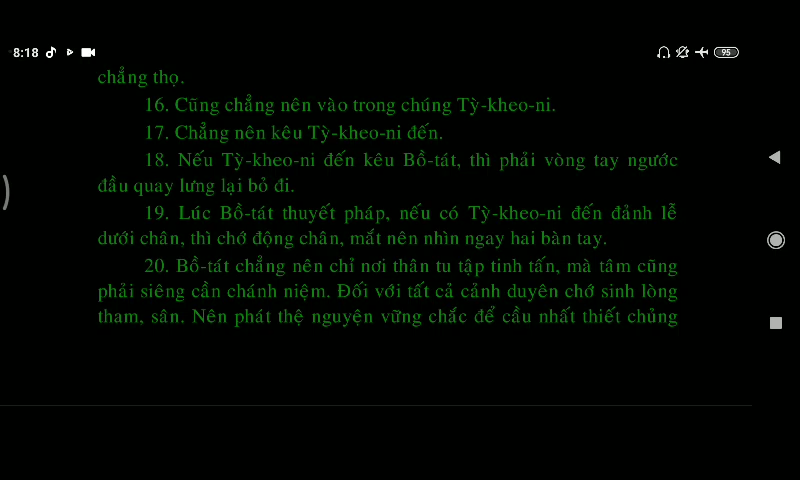 8:18
95
chẳng thọ.
16. Cũng chẳng nên vào trong chúng Tỳ-kheo-ni.
17. Chẳng nên kêu Tỳ-kheo-ni đến.
18. Nếu Tỳ-kheo-ni đến kêu Bồ-tát, thì phải vòng tay ngước
đầu quay lưng lại bỏ đi.
19. Lúc Bồ-tát thuyết pháp, nếu có Tỳ-kheo-ni đến đảnh lễ
dưới chân, thì chớ động chân, mắt nên nhìn ngay hai bàn tay.
20. Bồ-tát chẳng nên chỉ nơi thân tu tập tinh tấn, mà tâm cũng
phải siêng cần chánh niệm. Đối với tất cả cảnh duyên chớ sinh lòng
tham, sân. Nên phát thệ nguyện vững chắc để cầu nhất thiết chủng